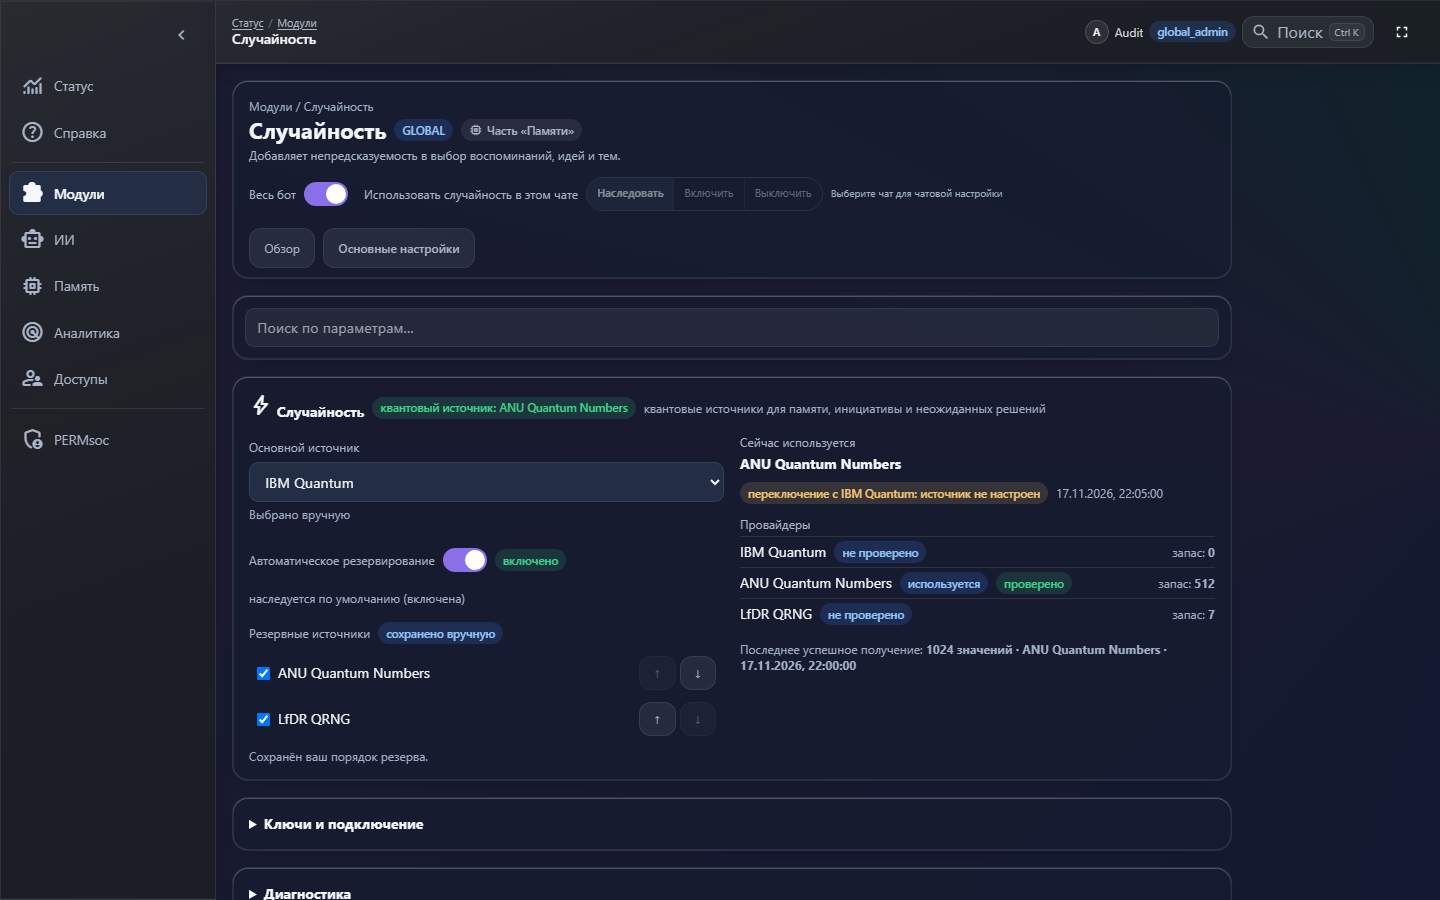 Статус / Модули
Случайность
A Audit global_admin Поиск Ctrl K
Статус
Справка
Модули
ИИ
Память
Аналитика
Доступы
PERMsoc
Модули / Случайность
Случайность GLOBAL Часть «Памяти»
Добавляет непредсказуемость в выбор воспоминаний, идей и тем.
Весь бот Использовать случайность в этом чате Наследовать Включить Выключить Выберите чат для чатовой настройки
Обзор Основные настройки
Поиск по параметрам...
Случайность квантовый источник: ANU Quantum Numbers квантовые источники для памяти, инициативы и неожиданных решений
Основной источник
IBM Quantum
Выбрано вручную
Автоматическое резервирование включено
наследуется по умолчанию (включена)
Резервные источники сохранено вручную
ANU Quantum Numbers ↑ ↓
LfDR QRNG ↑ ↓
Сохранён ваш порядок резерва.
Сейчас используется
ANU Quantum Numbers
переключение с IBM Quantum: источник не настроен 17.11.2026, 22:05:00
Провайдеры
IBM Quantum не проверено запас: 0
ANU Quantum Numbers используется проверено запас: 512
LfDR QRNG не проверено запас: 7
Последнее успешное получение: 1024 значений · ANU Quantum Numbers ·
17.11.2026, 22:00:00
Ключи и подключение
Диагностика